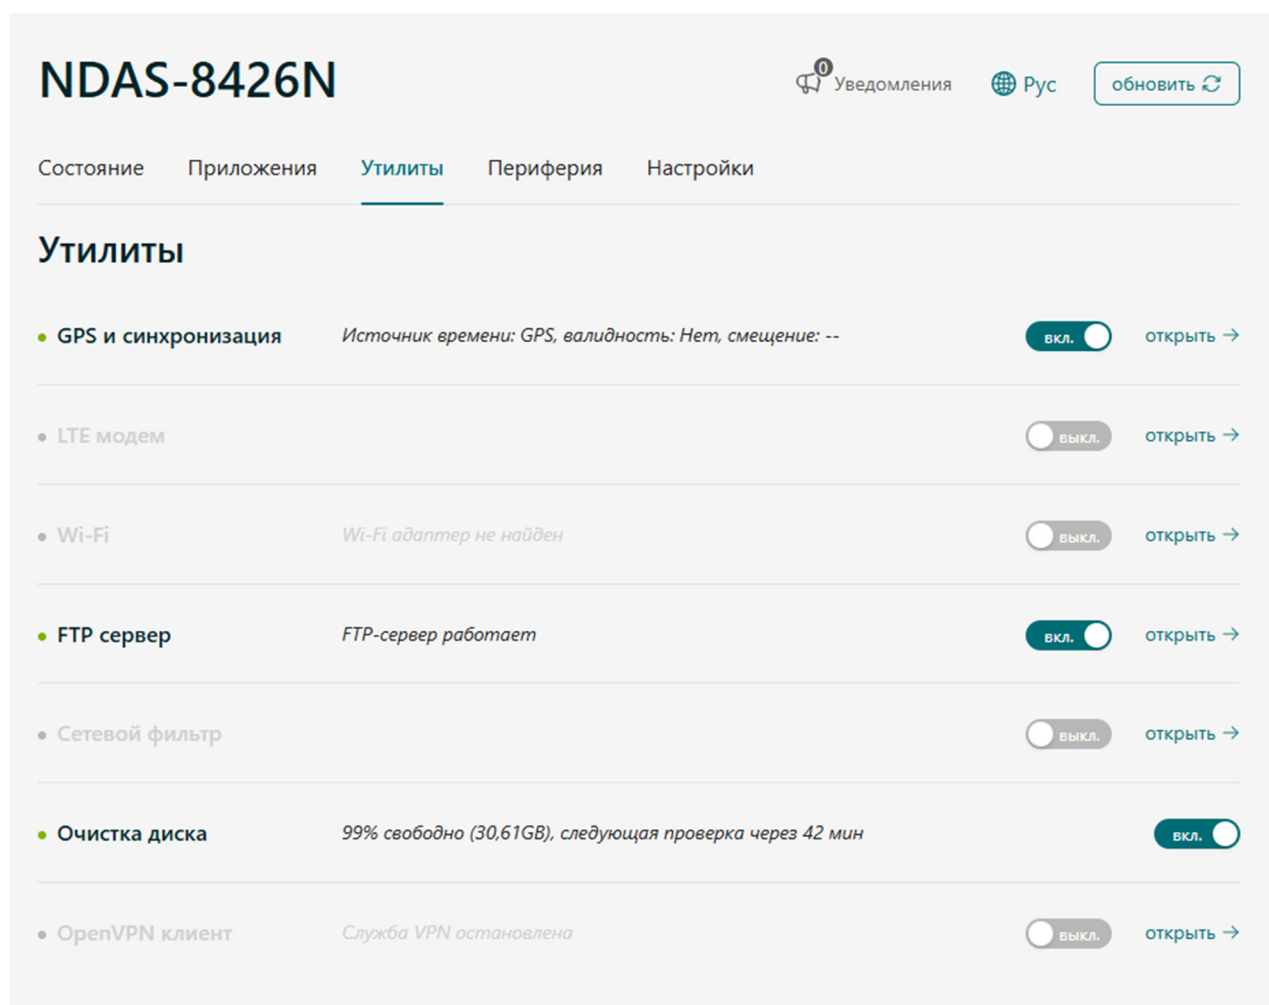 NDAS-8426N
0 Уведомления Рус обновить
Состояние Приложения Утилиты Периферия Настройки
Утилиты
GPS и синхронизация Источник времени: GPS, валидность: Нет, смещение: -- вкл. открыть →
LTE модем выкл. открыть →
Wi-Fi Wi-Fi адаптер не найден выкл. открыть →
FTP сервер FTP-сервер работает вкл. открыть →
Сетевой фильтр выкл. открыть →
Очистка диска 99% свободно (30,61GB), следующая проверка через 42 мин вкл.
OpenVPN клиент Служба VPN остановлена выкл. открыть →